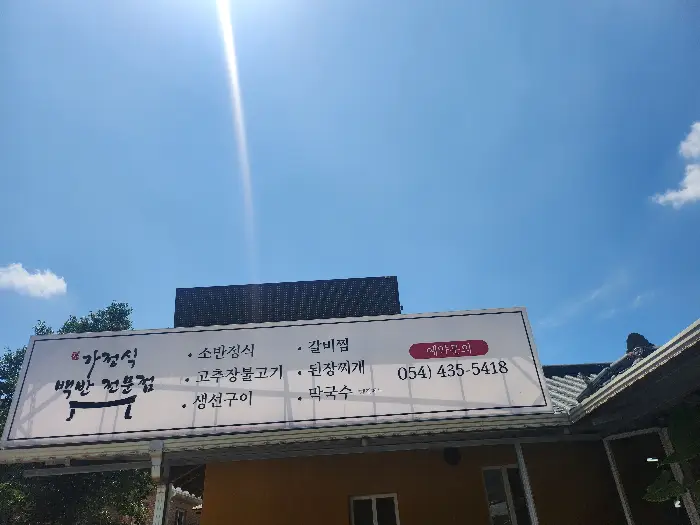 가정식
백반 전문점
• 소반정식
• 고추장불고기
• 생선구이
• 갈비찜
• 된장찌개
• 막국수
예약문의
054) 435-5418